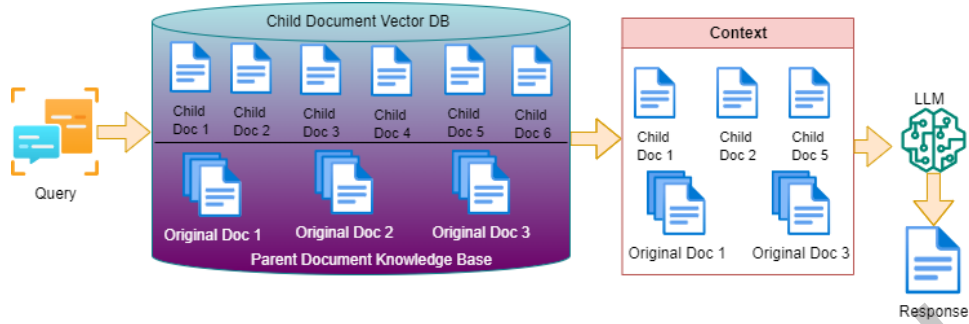 Child Document Vector DB
Child Doc 1
Child Doc 2
Child Doc 3
Child Doc 4
Child Doc 5
Child Doc 6
Original Doc 1
Original Doc 2
Original Doc 3
Parent Document Knowledge Base
Query
Context
Child Doc 1
Child Doc 2
Child Doc 5
Original Doc 1
Original Doc 3
LLM
Response